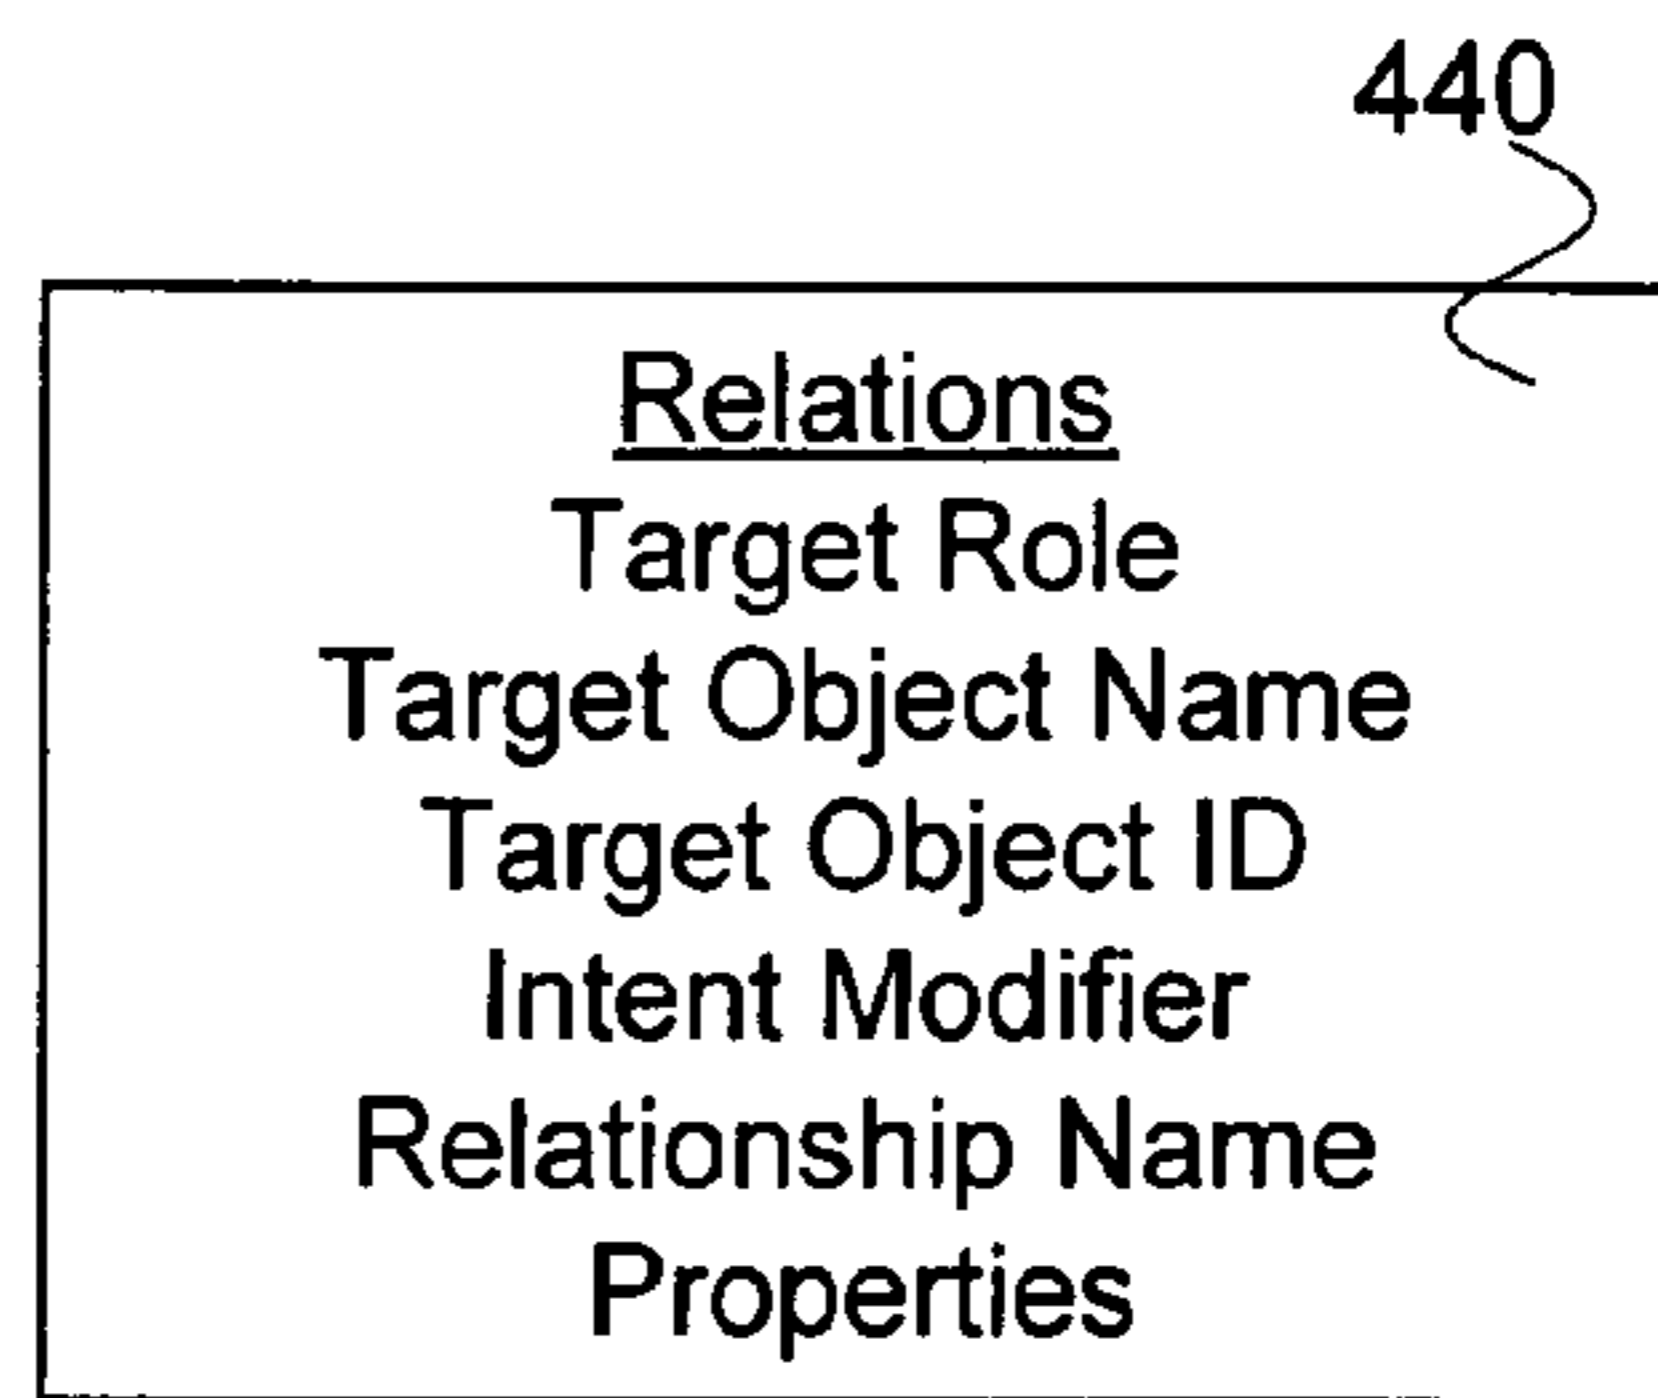 440
Relations
Target Role
Target Object Name
Target Object ID
Intent Modifier
Relationship Name
Properties